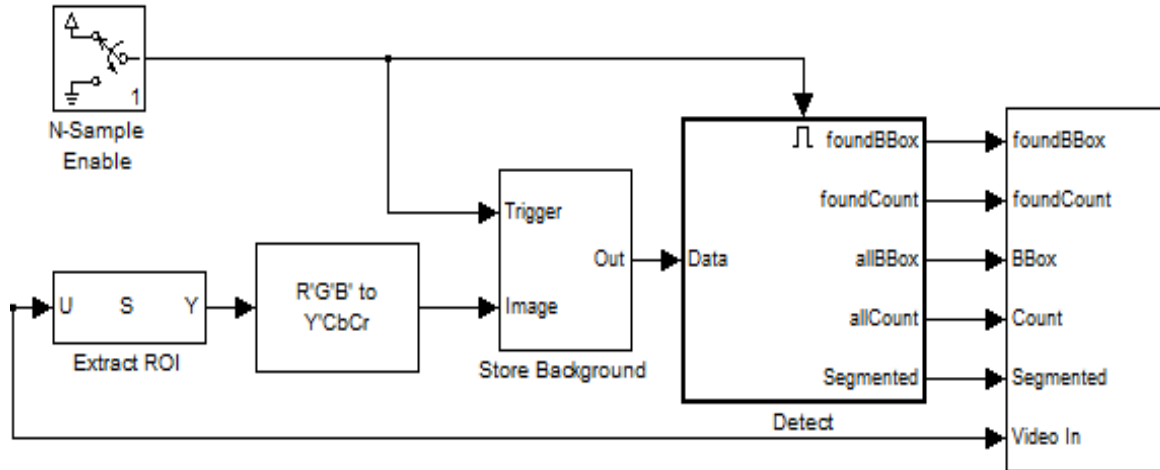 1
N-Sample
Enable
foundBBox
foundBBox
foundCount
foundCount
Trigger
Out
Data
allBBox
BBox
U S Y
R'G'B' to
Y'CbCr
Image
allCount
Count
Extract ROI
Store Background
Segmented
Segmented
Detect
Video In